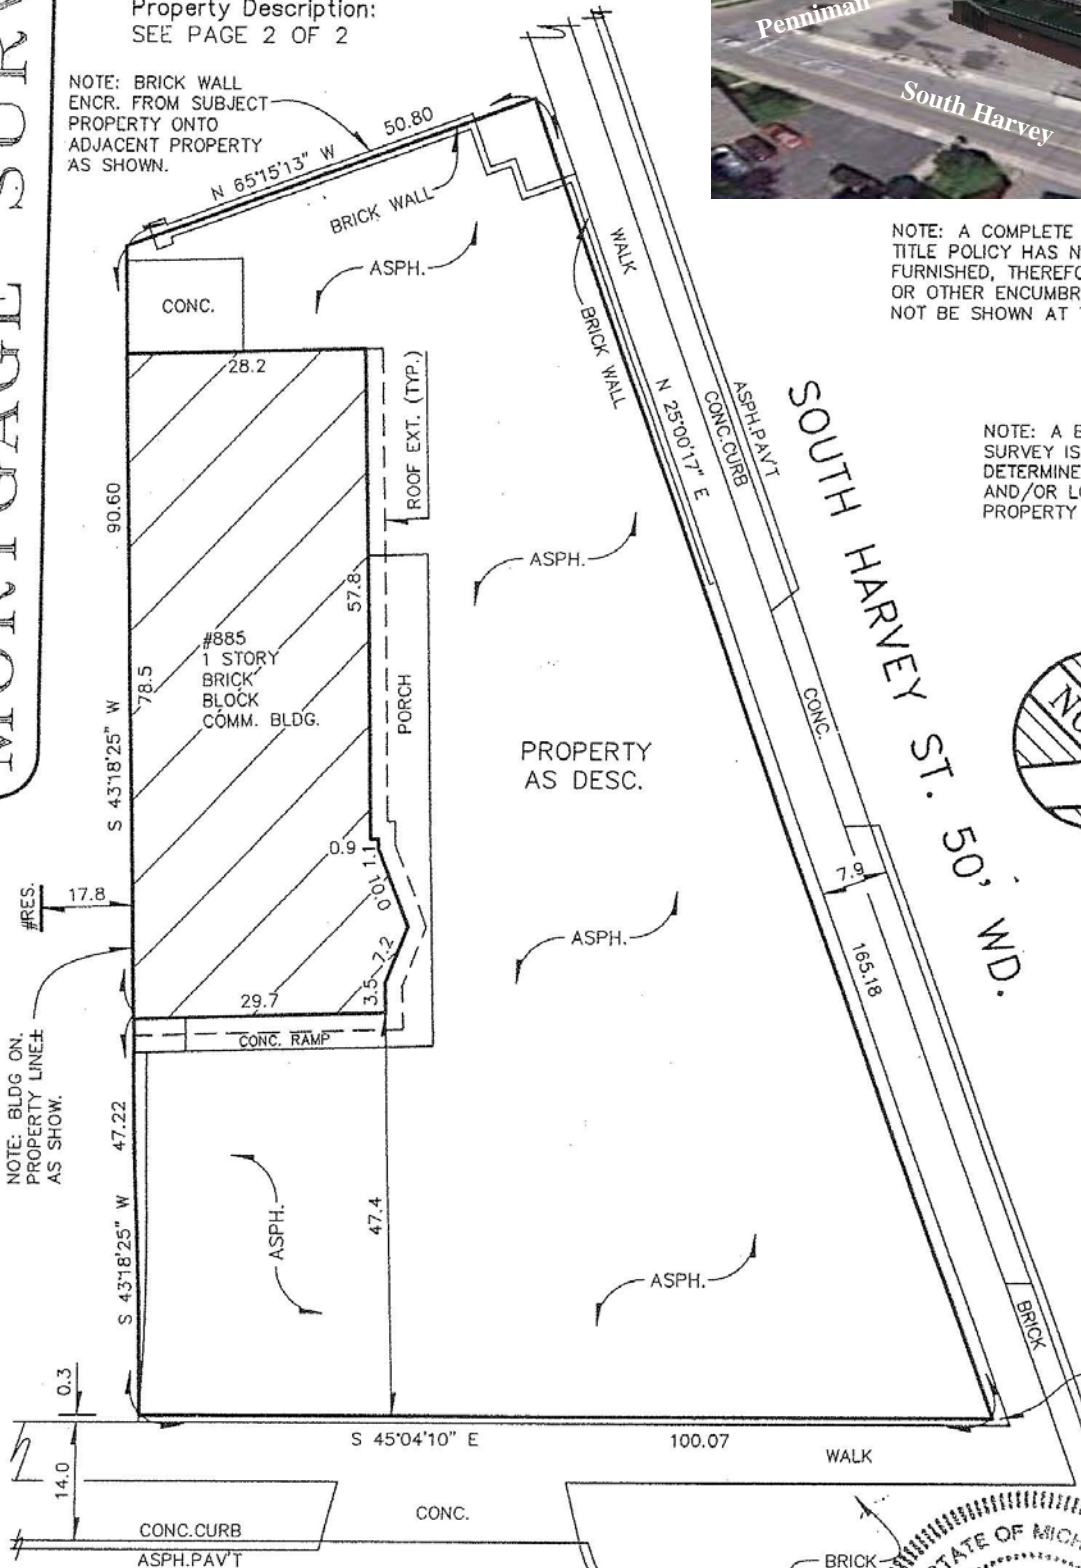 MORTGAGE SUR
Property Description:
SEE PAGE 2 OF 2
Penniman
South Harvey
NOTE: BRICK WALL
ENCR. FROM SUBJECT
PROPERTY ONTO
ADJACENT PROPERTY
AS SHOWN.
50.80
N 65°15'13" W
BRICK WALL
ASPH.
CONC.
WALK
BRICK WALL
NOTE: A COMPLETE
TITLE POLICY HAS N
FURNISHED, THEREFO
OR OTHER ENCUMBR
NOT BE SHOWN AT
28.2
ROOF EXT. (TYP.)
N 25°00'17" E
CONC.CURB
ASPH.PAV'T
SOUTH HARVEY ST. 50' WD.
NOTE: A B
SURVEY IS
DETERMINE
AND/OR LO
PROPERTY
90.60
57.8
ASPH.
#885
1 STORY
BRICK
BLOCK
COMM. BLDG.
78.5
PORCH
CONC.
NO
S 43°18'25" W
PROPERTY
AS DESC.
0.9
1.1
10.0
7.2
3.5
7.9
#RES.
17.8
ASPH.
165.18
29.7
CONC. RAMP
NOTE: BLDG ON
PROPERTY LINE±
AS SHOW.
47.22
S 43°18'25" W
ASPH.
47.4
ASPH.
BRICK
0.3
S 45°04'10" E
100.07
WALK
14.0
CONC.
CONC.CURB
ASPH.PAV'T
BRICK
STATE OF MICH